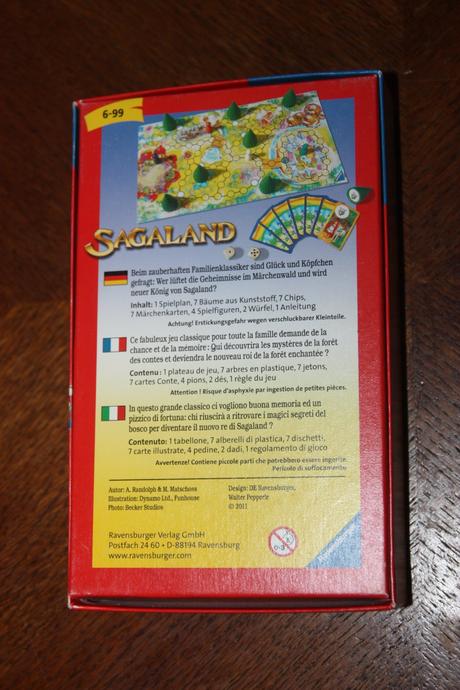 6-99
SAGALAND
Beim zauberhaften Familienklassiker sind Glück und Köpfchen
gefragt: Wer lüftet die Geheimnisse im Märchenwald und wird
neuer König von Sagaland?
Inhalt: 1 Spielplan, 7 Bäume aus Kunststoff, 7 Chips,
7 Märchenkarten, 4 Spielfiguren, 2 Würfel, 1 Anleitung
Achtung! Erstickungsgefahr wegen verschluckbarer Kleinteile.
Ce fabuleux jeu classique pour toute la famille demande de la
chance et de la mémoire : Qui découvrira les mystères de la forêt
des contes et deviendra le nouveau roi de la forêt enchantée ?
Contenu : 1 plateau de jeu, 7 arbres en plastique, 7 jetons,
7 cartes Conte, 4 pions, 2 dés, 1 règle du jeu
Attention ! Risque d'asphyxie par ingestion de petites pièces.
In questo grande classico ci vogliono buona memoria ed un
pizzico di fortuna: chi riuscirà a ritrovare i magici segreti del
bosco per diventare il nuovo re di Sagaland ?
Contenuto: 1 tabellone, 7 alberelli di plastica, 7 dischetti,
7 carte illustrate, 4 pedine, 2 dadi, 1 regolamento di gioco
Avvertenza! Contiene piccole parti che potrebbero essere ingerite.
Pericolo di suffocamento
Autor: A. Randolph & M. Matschoss
Illustration: Dynamo Ltd., Funhouse
Photo: Becker Studios
Design: DE Ravensburger,
Walter Pepperle
© 2011
Ravensburger Verlag GmbH
Postfach 24 60 • D-88194 Ravensburg
www.ravensburger.com
0-3